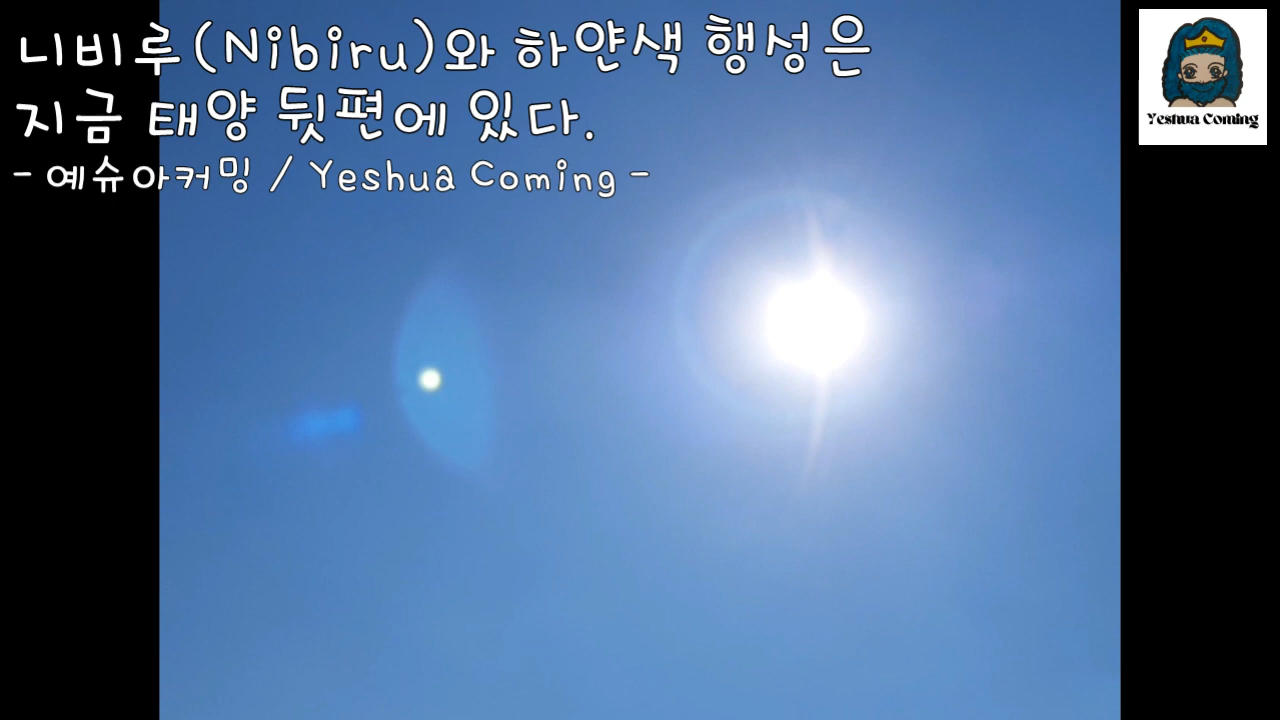 니비루(Nibiru)와 하얀색 행성은
지금 태양 뒷편에 있다.
- 예슈아커밍 / Yeshua Coming -
Yeshua Coming